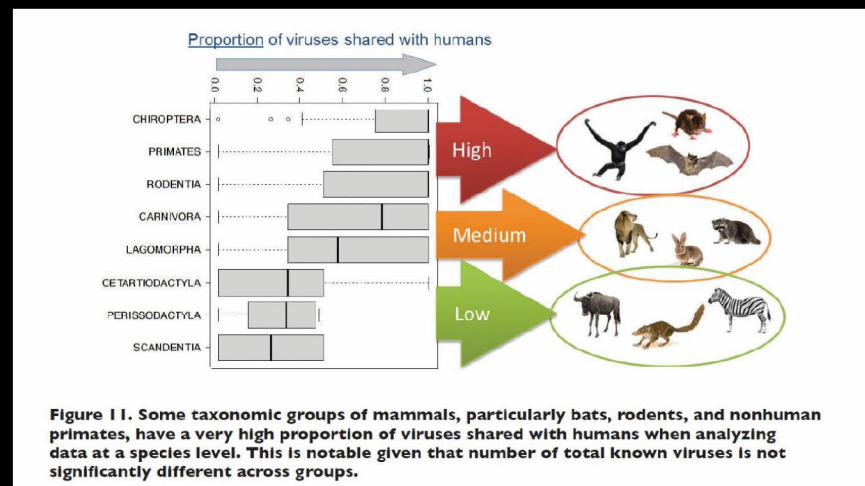 Proportion of viruses shared with humans
0.0
0.2
0.4
0.6
0.8
1.0
CHIROPTERA
PRIMATES
RODENTIA
CARNIVORA
LAGOMORPHA
CETARTIODACTYLA
PERISSODACTYLA
SCANDENTIA
High
Medium
Low
Figure 11. Some taxonomic groups of mammals, particularly bats, rodents, and nonhuman
primates, have a very high proportion of viruses shared with humans when analyzing
data at a species level. This is notable given that number of total known viruses is not
significantly different across groups.